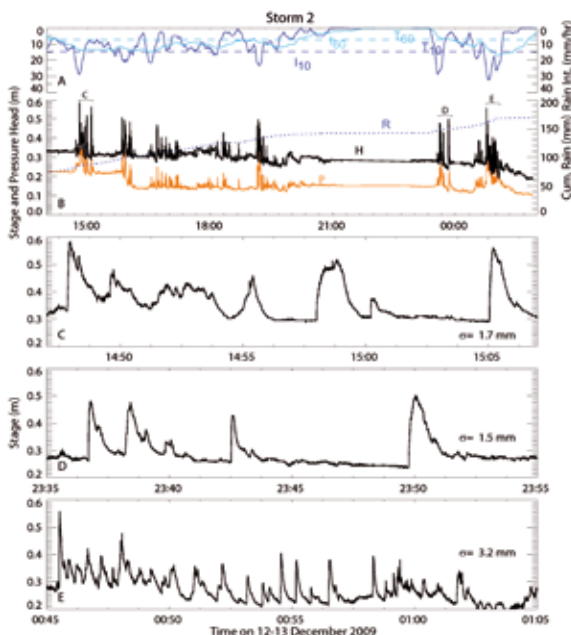 Storm 2
0
10
20
30
40
I60
T60
T10
I10
A
0
10
20
30
40
Rain Int. (mm/hr)
Stage and Pressure Head (m)
0.6
0.5
0.4
0.3
0.2
0.1
0.0
C
D
E
R
H
P
B
200
150
100
50
0
Cum. Rain (mm)
15:00 18:00 21:00 00:00
0.6
0.5
0.4
0.3
0.2
C
σ= 1.7 mm
14:50 14:55 15:00 15:05
Stage (m)
0.6
0.5
0.4
0.3
0.2
D
σ= 1.5 mm
23:35 23:40 23:45 23:50 23:55
0.6
0.5
0.4
0.3
0.2
E
σ= 3.2 mm
00:45 00:50 00:55 01:00 01:05
Time on 12-13 December 2009